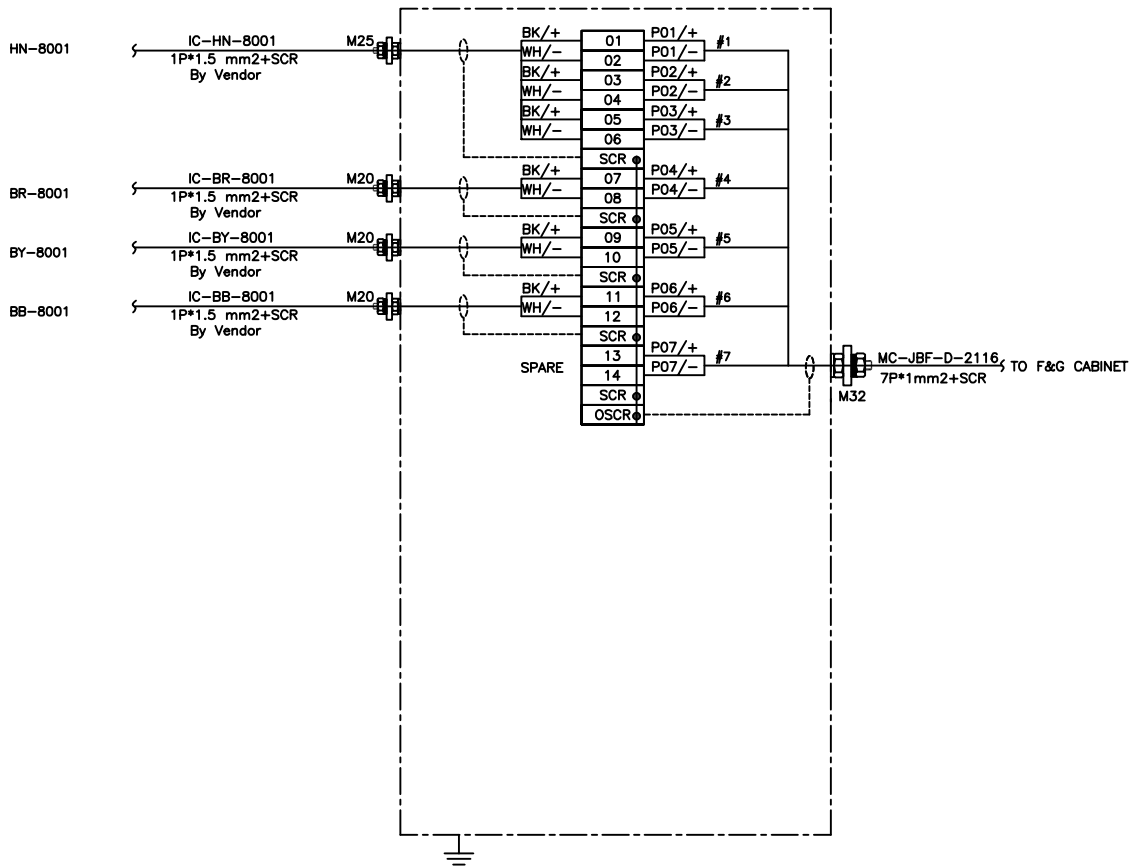 HN-8001
IC-HN-8001
1P*1.5 mm2+SCR
By Vendor
M25
BR-8001
IC-BR-8001
1P*1.5 mm2+SCR
By Vendor
M20
BY-8001
IC-BY-8001
1P*1.5 mm2+SCR
By Vendor
M20
BB-8001
IC-BB-8001
1P*1.5 mm2+SCR
By Vendor
M20
BK/+ 01 P01/+ #1
WH/- 02 P01/-
BK/+ 03 P02/+ #2
WH/- 04 P02/-
BK/+ 05 P03/+ #3
WH/- 06 P03/-
SCR
BK/+ 07 P04/+ #4
WH/- 08 P04/-
SCR
BK/+ 09 P05/+ #5
WH/- 10 P05/-
SCR
BK/+ 11 P06/+ #6
WH/- 12 P06/-
SCR
SPARE 13 P07/+ #7
14 P07/-
SCR
OSCR
M32
MC-JBF-D-2116
7P*1mm2+SCR
TO F&G CABINET